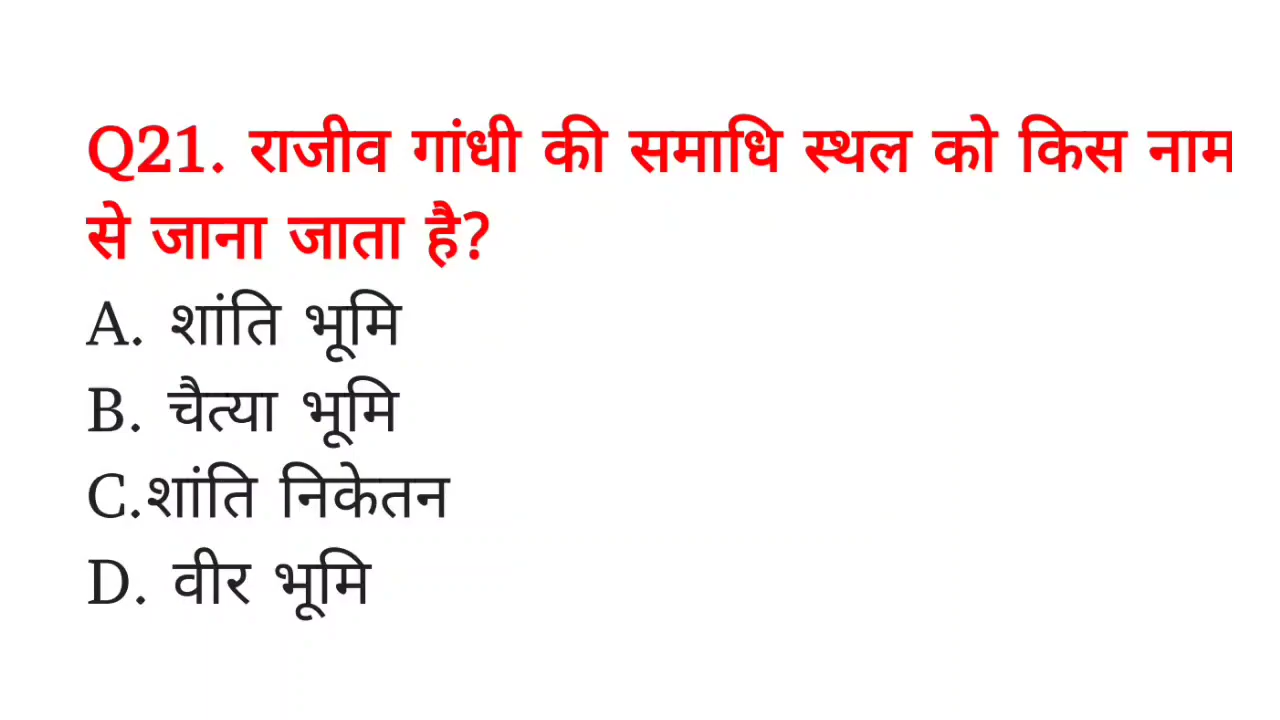 Q21. राजीव गांधी की समाधि स्थल को किस नाम
से जाना जाता है?
A. शांति भूमि
B. चैत्या भूमि
C.शांति निकेतन
D. वीर भूमि